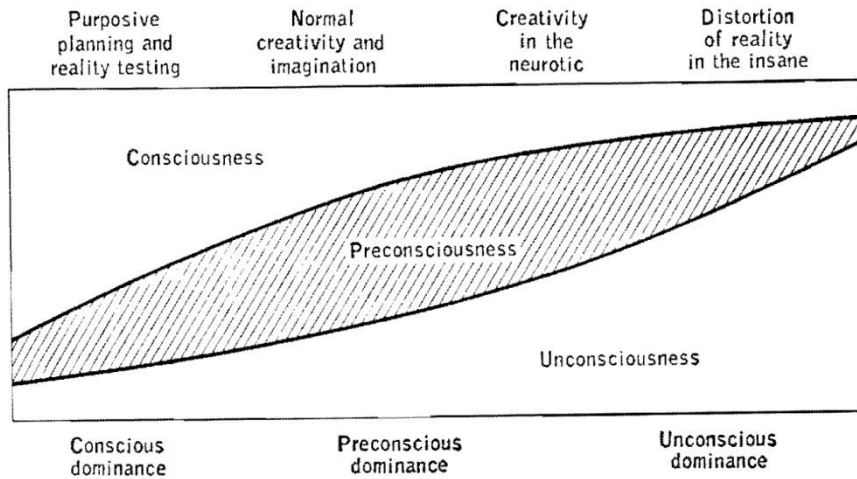 Purposive
planning and
reality testing
Normal
creativity and
imagination
Creativity
in the
neurotic
Distortion
of reality
in the insane
Consciousness
Preconsciousness
Unconsciousness
Conscious
dominance
Preconscious
dominance
Unconscious
dominance